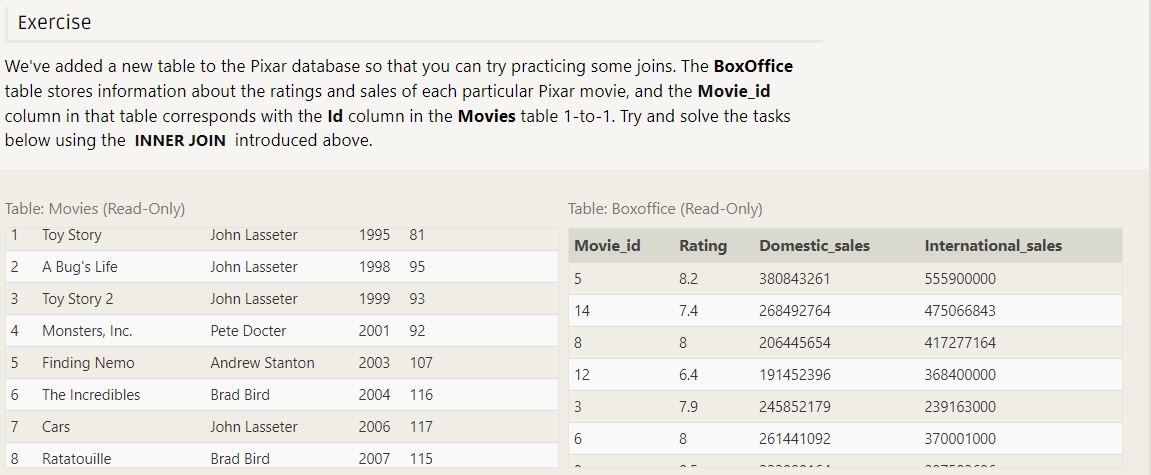 Exercise
We've added a new table to the Pixar database so that you can try practicing some joins. The BoxOffice
table stores information about the ratings and sales of each particular Pixar movie, and the Movie_id
column in that table corresponds with the Id column in the Movies table 1-to-1. Try and solve the tasks
below using the INNER JOIN introduced above.
Table: Movies (Read-Only)
1 Toy Story John Lasseter 1995 81
2 A Bug's Life John Lasseter 1998 95
3 Toy Story 2 John Lasseter 1999 93
4 Monsters, Inc. Pete Docter 2001 92
5 Finding Nemo Andrew Stanton 2003 107
6 The Incredibles Brad Bird 2004 116
7 Cars John Lasseter 2006 117
8 Ratatouille Brad Bird 2007 115
Table: Boxoffice (Read-Only)
Movie_id Rating Domestic_sales International_sales
5 8.2 380843261 555900000
14 7.4 268492764 475066843
8 8 206445654 417277164
12 6.4 191452396 368400000
3 7.9 245852179 239163000
6 8 261441092 370001000